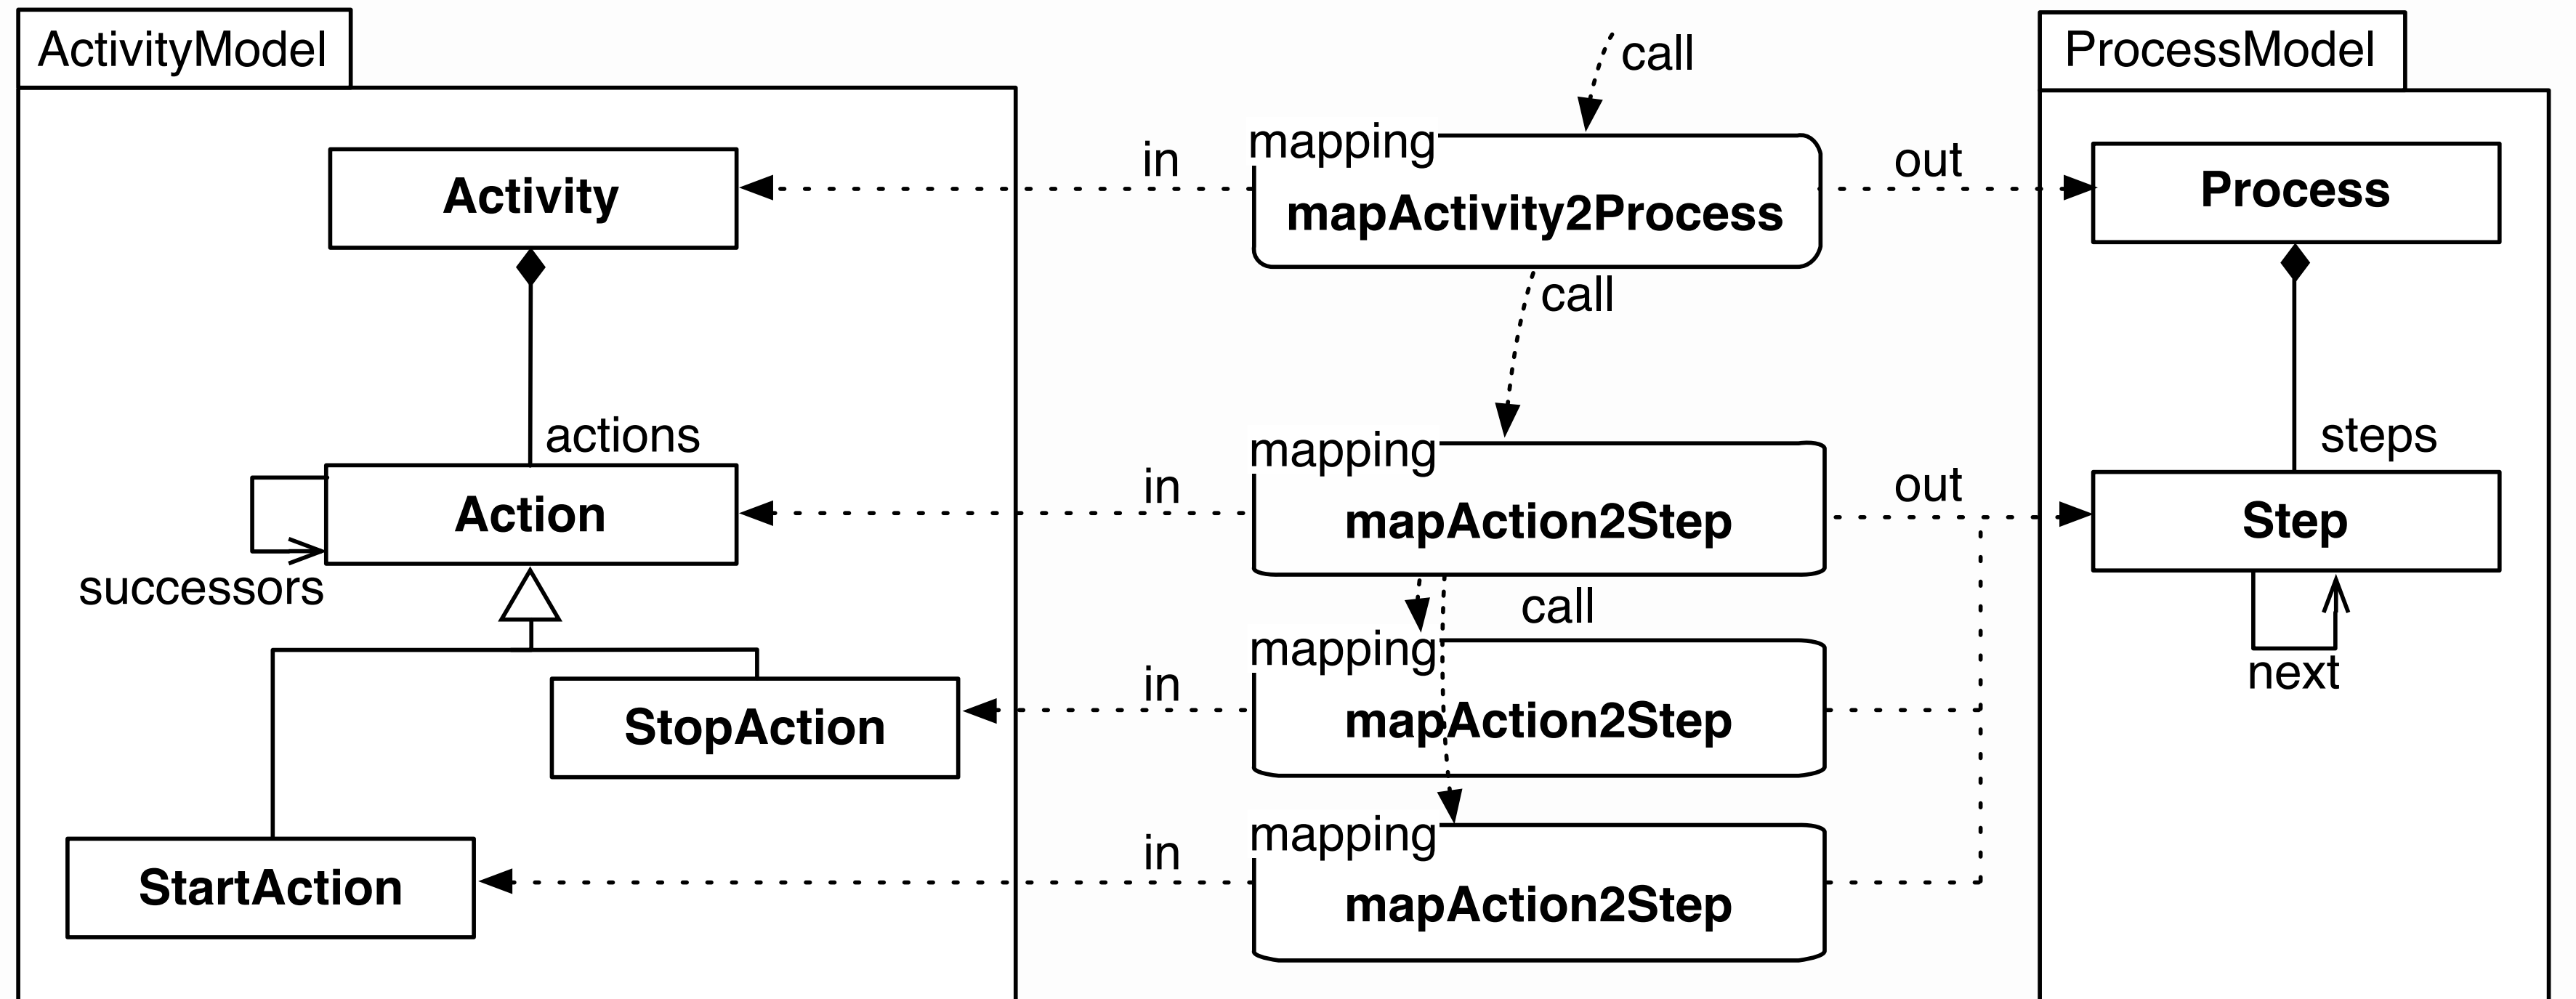 ActivityModel
call
ProcessModel
mapping
in
out
Activity
mapActivity2Process
Process
call
actions
steps
mapping
in
out
Action
mapAction2Step
Step
successors
call
mapping
next
in
StopAction
mapAction2Step
mapping
in
StartAction
mapAction2Step